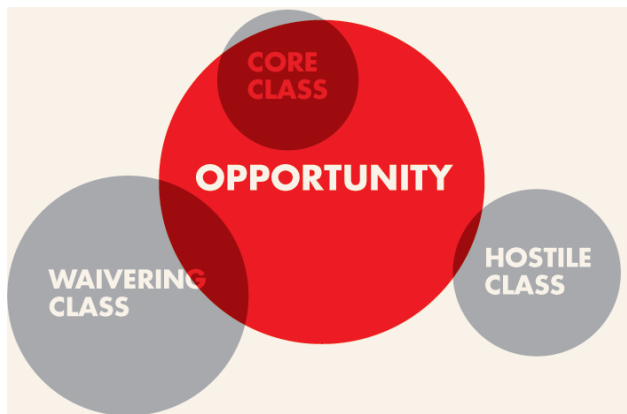 CORE
CLASS
OPPORTUNITY
WAIVERING
CLASS
HOSTILE
CLASS